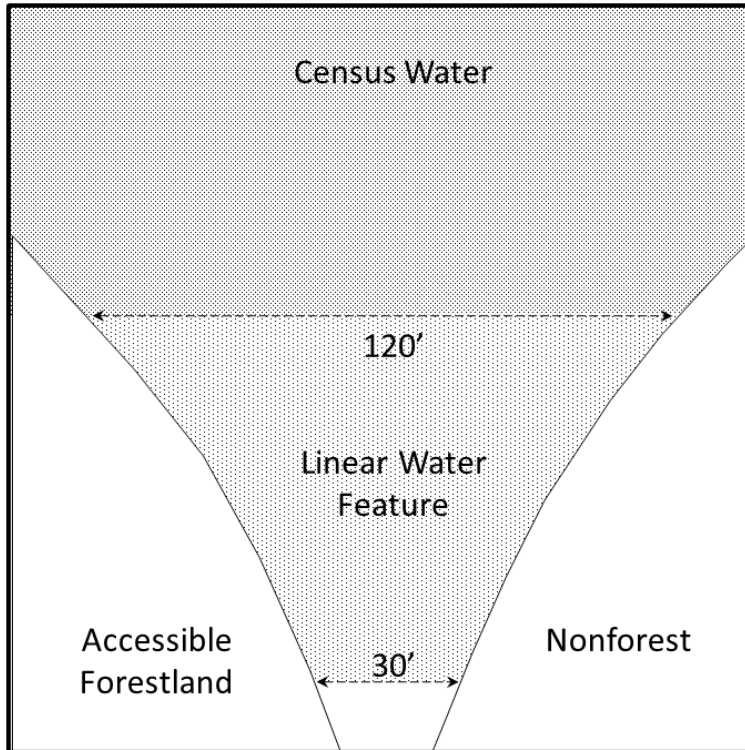 Census Water
120’
Linear Water
Feature
Accessible
Forestland
30’
Nonforest